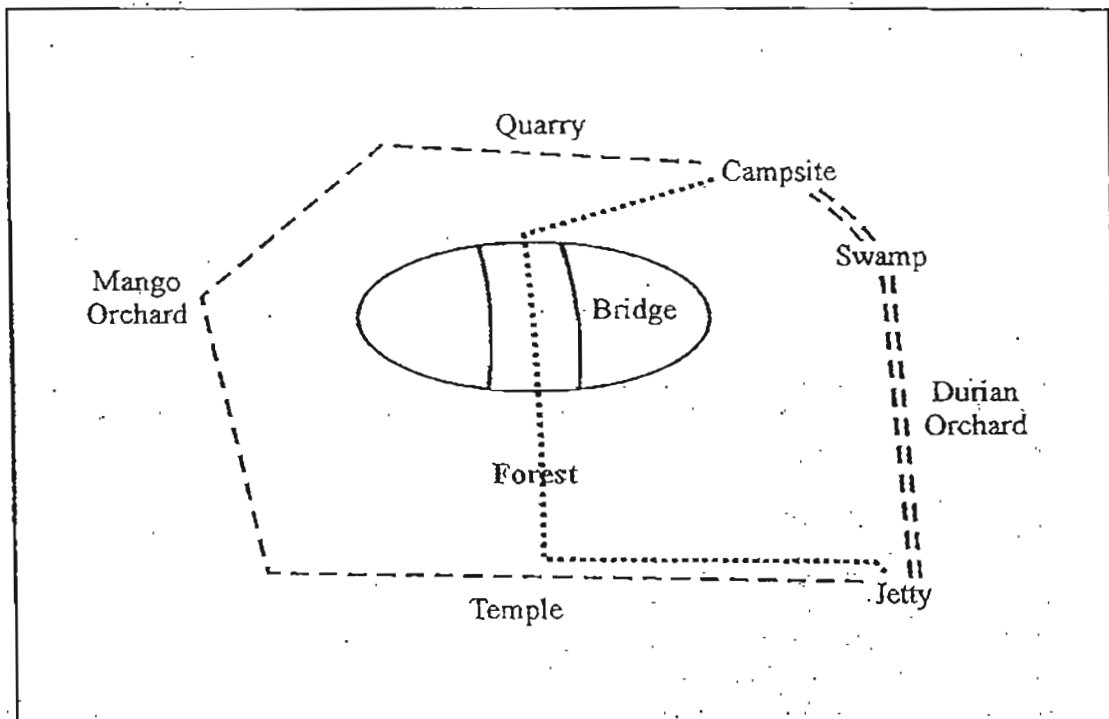 Quarry
Campsite
Swamp
Mango
Orchard
Bridge
Durian
Orchard
Forest
Jetty
Temple